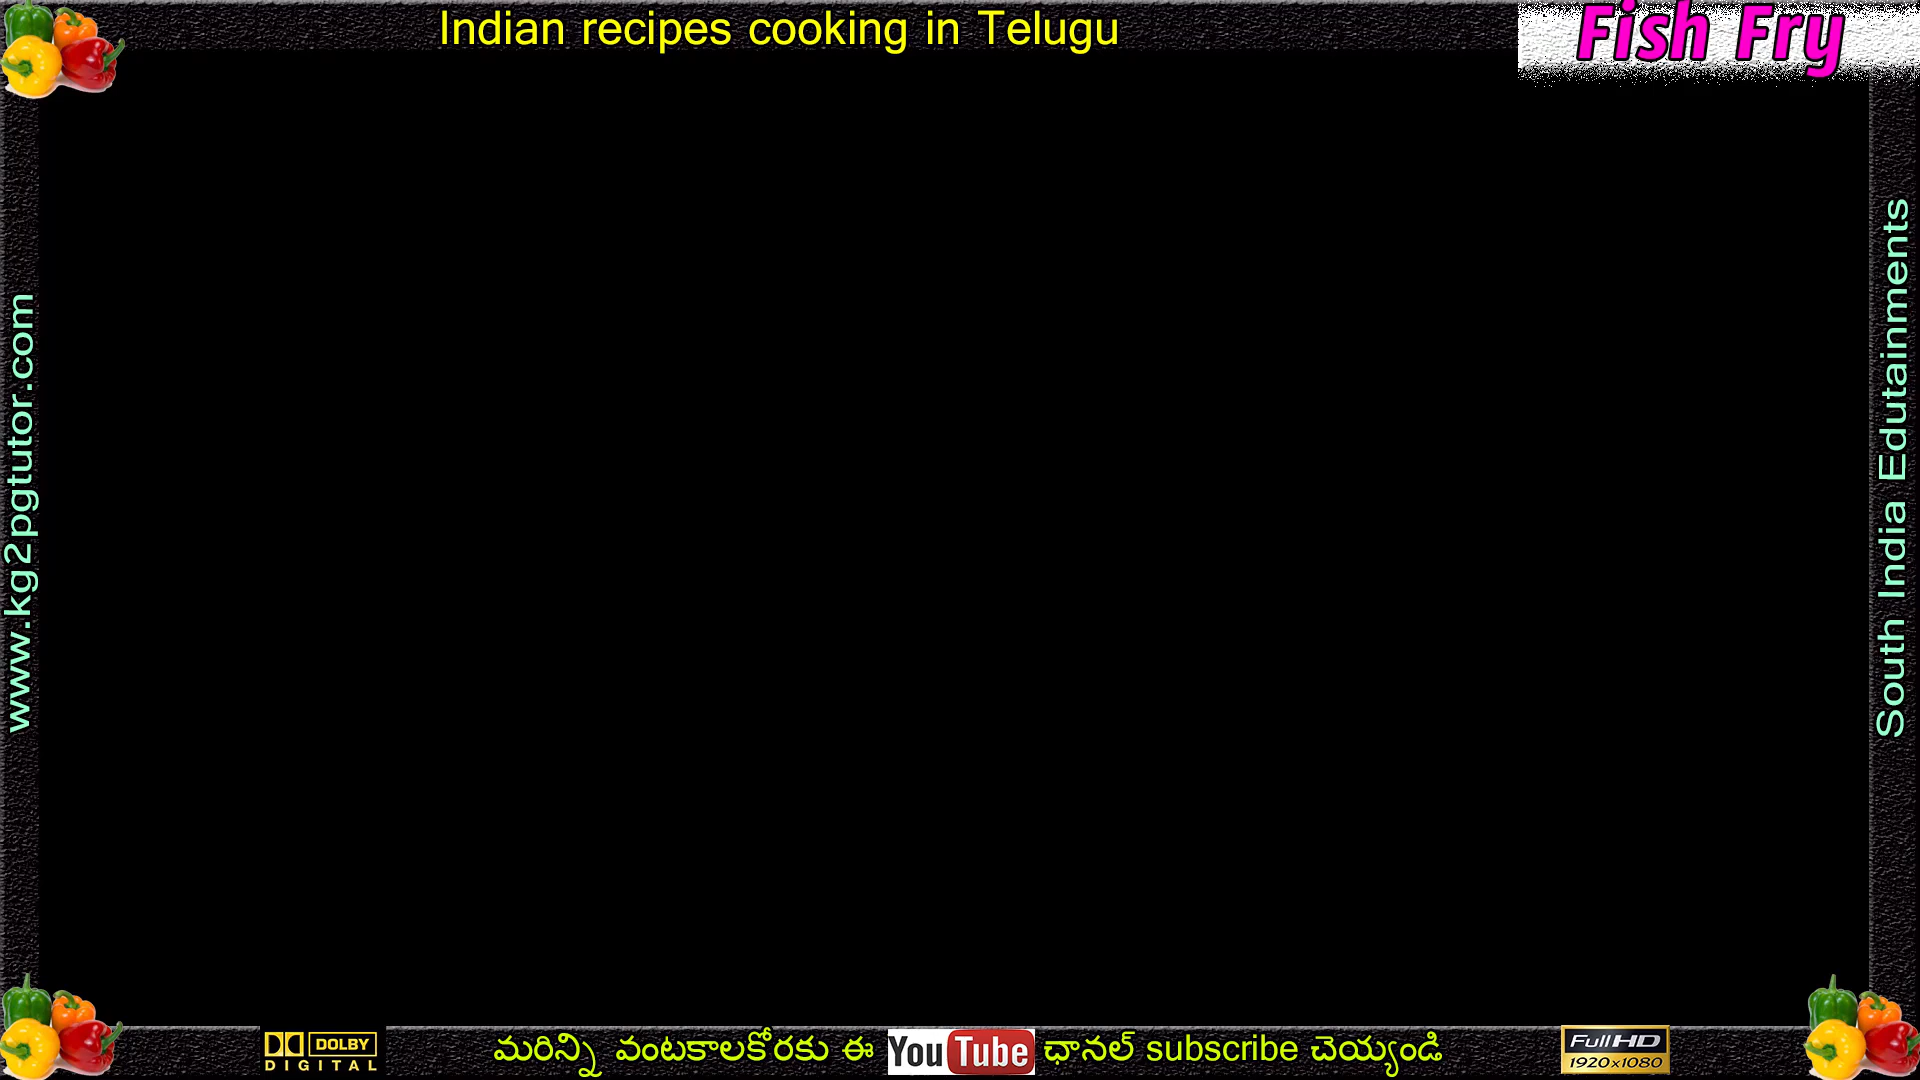 Indian recipes cooking in Telugu
Fish Fry
www.kg2pgtutor.com
South India Edutainments
DOLBY
DIGITAL
మరిన్ని వంటకాలకోరకు ఈ YouTube ఛానల్ subscribe చెయ్యండి
Full HD
1920x1080